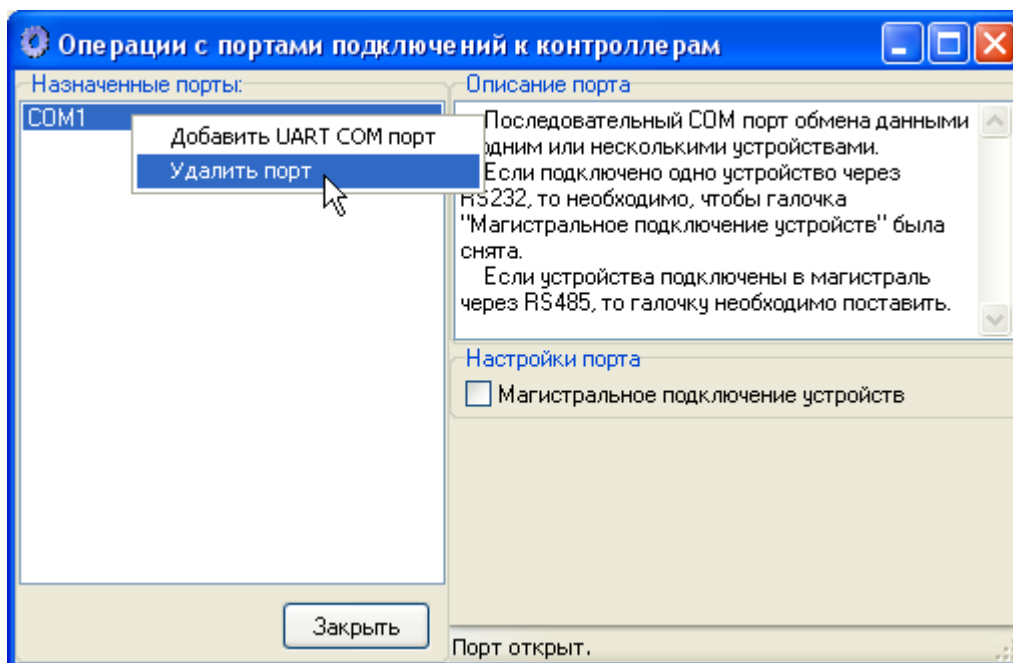 Операции с портами подключений к контроллерам
Назначенные порты:
COM1
Добавить UART COM порт
Удалить порт
Закрыть
Описание порта
Последовательный COM порт обмена данными
одним или несколькими устройствами.
Если подключено одно устройство через
RS232, то необходимо, чтобы галочка
"Магистральное подключение устройств" была
снята.
Если устройства подключены в магистраль
через RS485, то галочку необходимо поставить.
Настройки порта
Магистральное подключение устройств
Порт открыт.